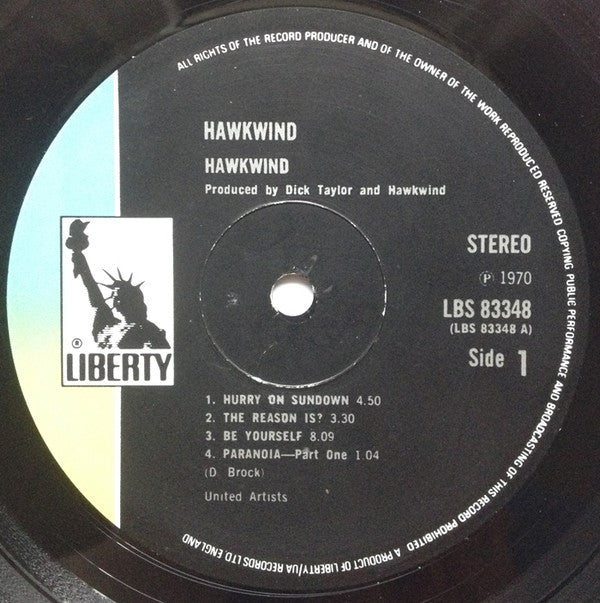 ALL RIGHTS OF THE RECORD PRODUCER AND OF THE OWNER OF THE WORK REPRODUCED RESERVED COPYING PUBLIC PERFORMANCE AND BROADCASTING OF THIS RECORD PROHIBITED A PRODUCT OF LIBERTY/UA RECORDS LTD ENGLAND
HAWKWIND
HAWKWIND
Produced by Dick Taylor and Hawkwind
STEREO
Ⓟ 1970
LBS 83348
(LBS 83348 A)
Side 1
® LIBERTY
1. HURRY ON SUNDOWN 4.50
2. THE REASON IS? 3.30
3. BE YOURSELF 8.09
4. PARANOIA—Part One 1.04
(D. Brock)
United Artists